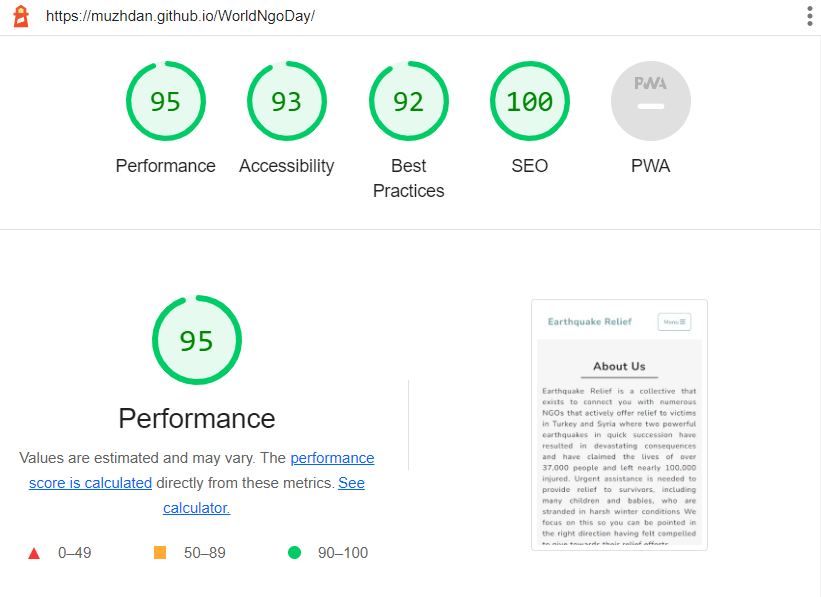 https://muzhdan.github.io/WorldNgoDay/
95
93
92
100
PWA
Performance
Accessibility
Best
Practices
SEO
PWA
95
Performance
Values are estimated and may vary. The performance
score is calculated directly from these metrics. See
calculator.
0–49
50–89
90–100
Earthquake Relief
Menu
About Us
Earthquake Relief is a collective that
exists to connect you with numerous
NGOs that actively offer relief to victims
in Turkey and Syria where two powerful
earthquakes in quick succession have
resulted in devastating consequences
and have claimed the lives of over
37,000 people and left nearly 100,000
injured. Urgent assistance is needed to
provide relief to survivors, including
many children and babies, who are
stranded in harsh winter conditions We
focus on this so you can be pointed in
the right direction having felt compelled
to give towards their relief efforts